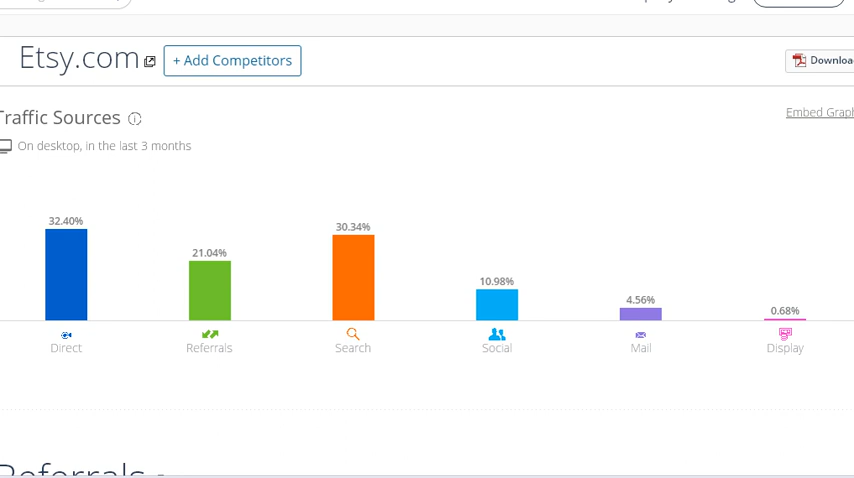 Etsy.com + Add Competitors
Traffic Sources
Embed Graph
On desktop, in the last 3 months
32.40%
21.04%
30.34%
10.98%
4.56%
0.68%
Direct
Referrals
Search
Social
Mail
Display
Referrals